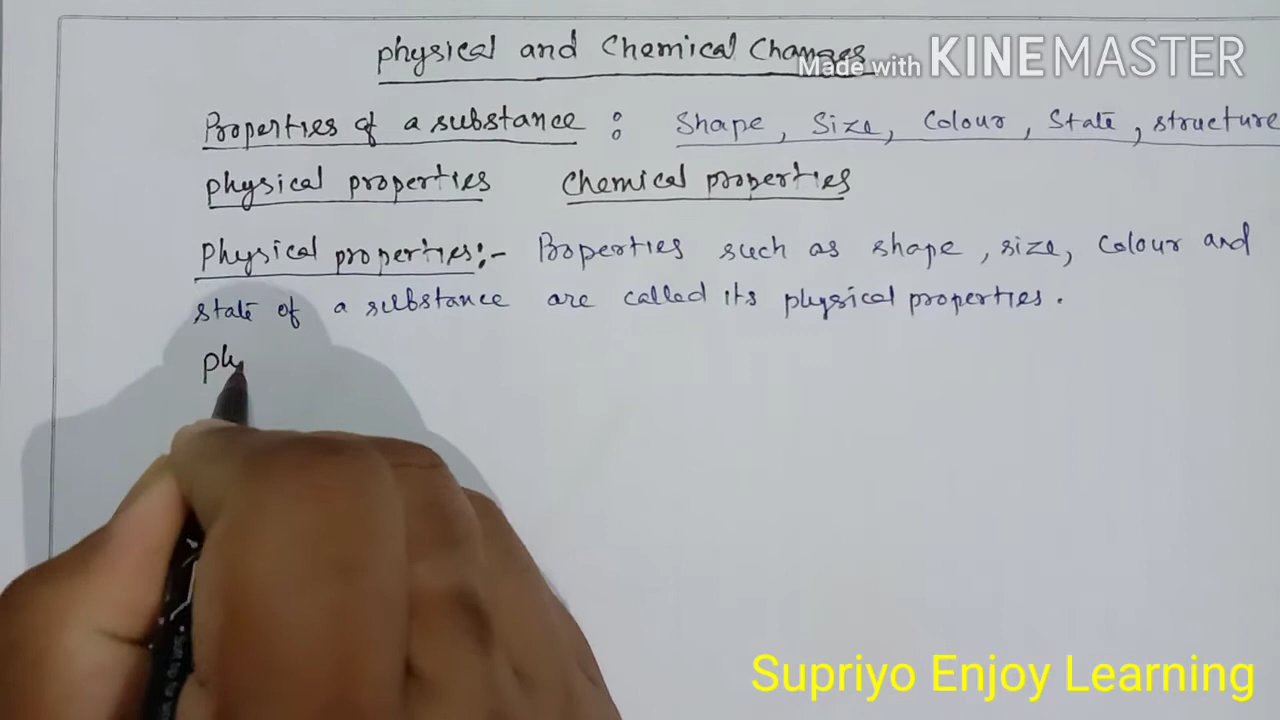 physical and Chemical Changes
Made with KINEMASTER
Properties of a substance : Shape, Size, Colour, State, structure
physical properties Chemical properties
Physical properties:- Properties such as shape, size, Colour and
state of a substance are called its physical properties.
phy
Supriyo Enjoy Learning